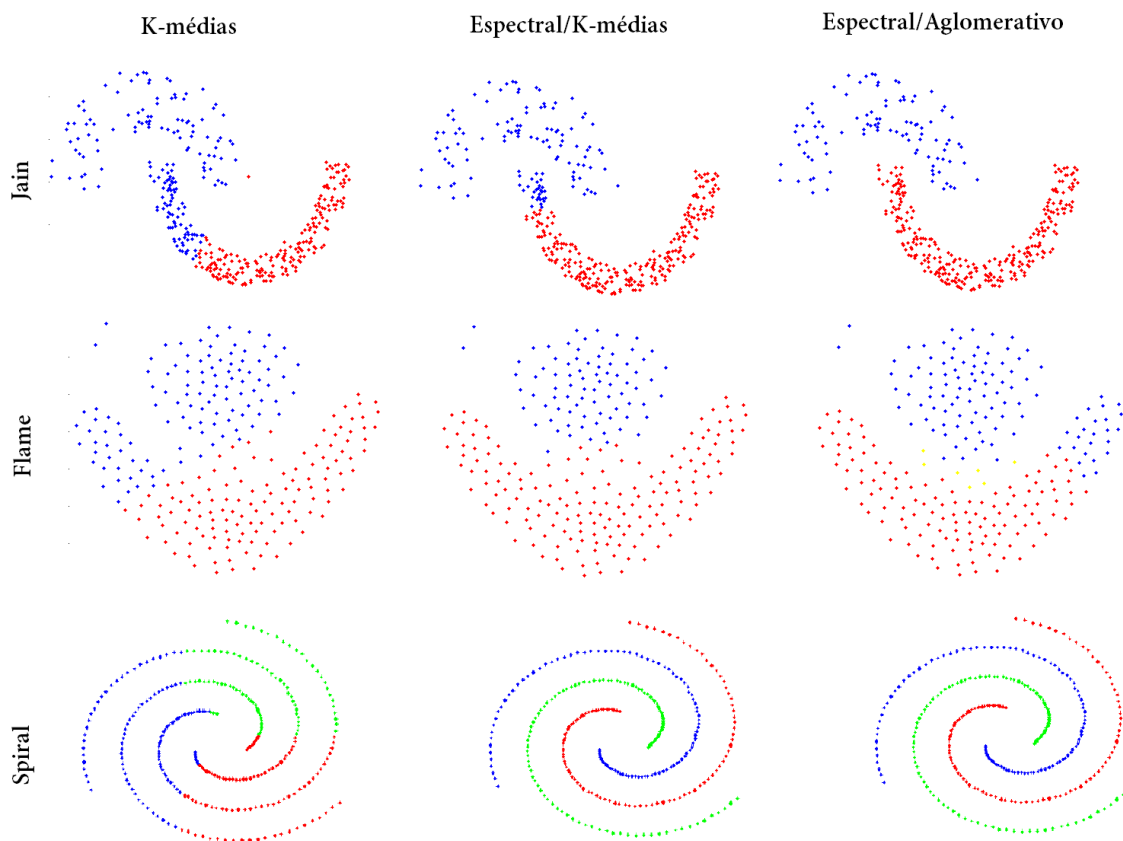 K-médias
Espectral/K-médias
Espectral/Aglomerativo
Jain
Flame
Spiral